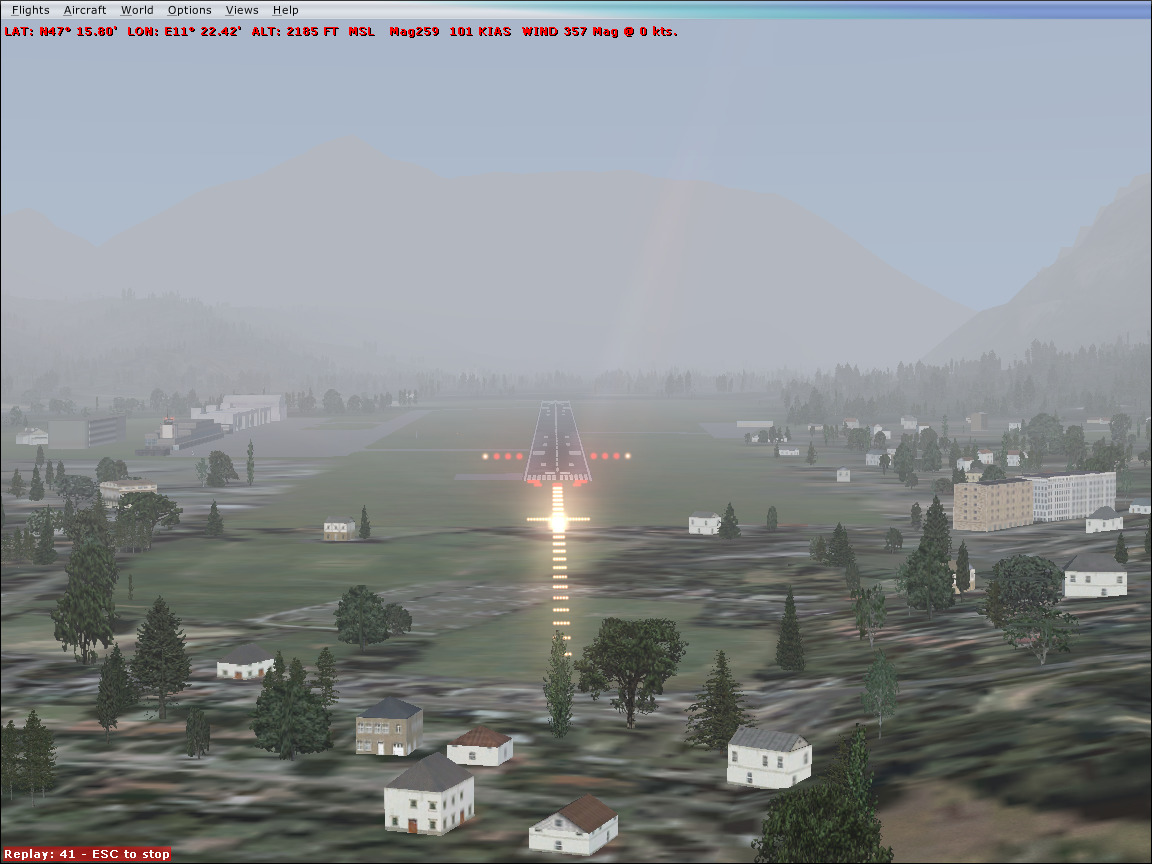 Flights Aircraft World Options Views Help
LAT: N47° 15.80' LON: E11° 22.42' ALT: 2185 FT MSL Mag259 101 KIAS WIND 357 Mag @ 0 kts.
Replay: 41 - ESC to stop